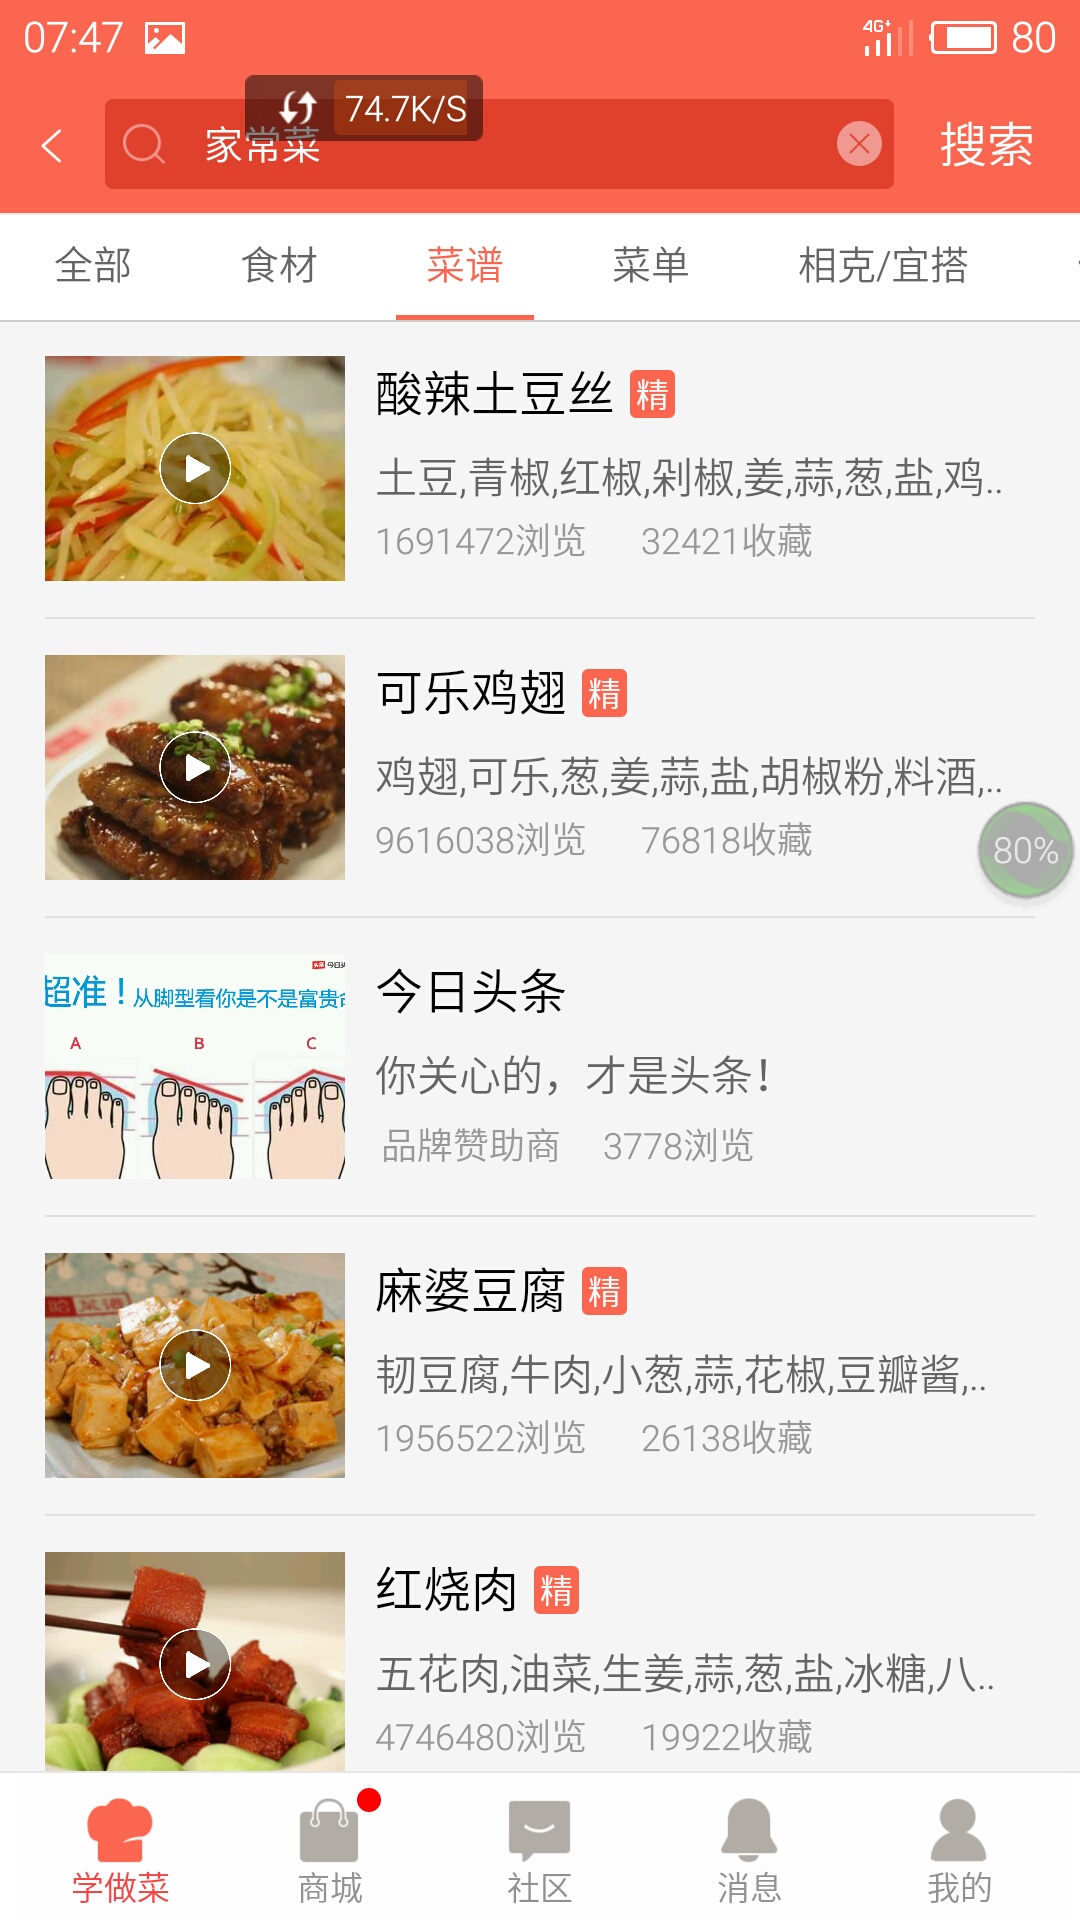 07:47
4G+
80
74.7K/S
家常菜
搜索
全部 食材 菜谱 菜单 相克/宜搭
酸辣土豆丝 精
土豆,青椒,红椒,剁椒,姜,蒜,葱,盐,鸡..
1691472浏览 32421收藏
可乐鸡翅 精
鸡翅,可乐,葱,姜,蒜,盐,胡椒粉,料酒,..
9616038浏览 76818收藏
80%
超准！从脚型看你是不是富贵
A B C
今日头条
你关心的，才是头条！
品牌赞助商 3778浏览
麻婆豆腐 精
韧豆腐,牛肉,小葱,蒜,花椒,豆瓣酱,..
1956522浏览 26138收藏
红烧肉 精
五花肉,油菜,生姜,蒜,葱,盐,冰糖,八..
4746480浏览 19922收藏
学做菜 商城 社区 消息 我的